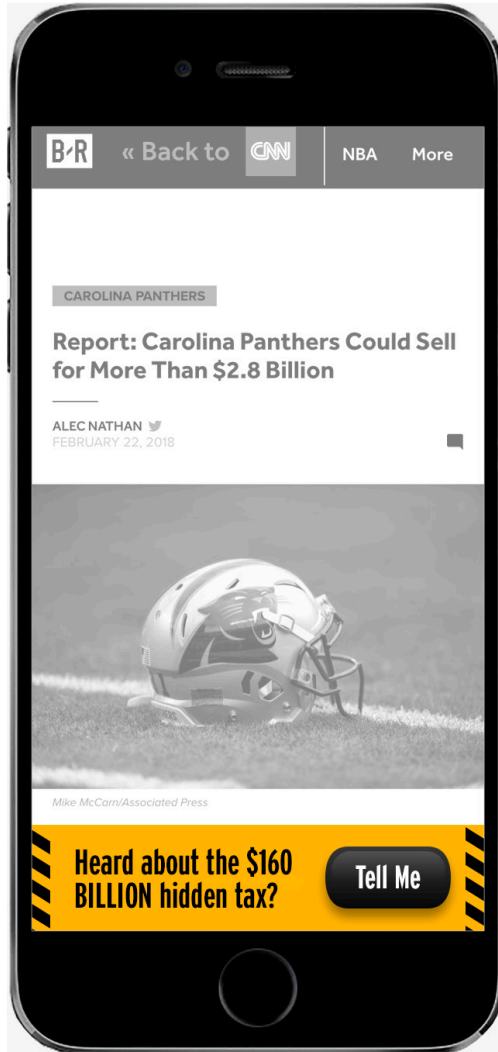 B/R « Back to CNN NBA More
CAROLINA PANTHERS
Report: Carolina Panthers Could Sell
for More Than $2.8 Billion
ALEC NATHAN
FEBRUARY 22, 2018
Mike McCarn/Associated Press
Heard about the $160
BILLION hidden tax?
Tell Me